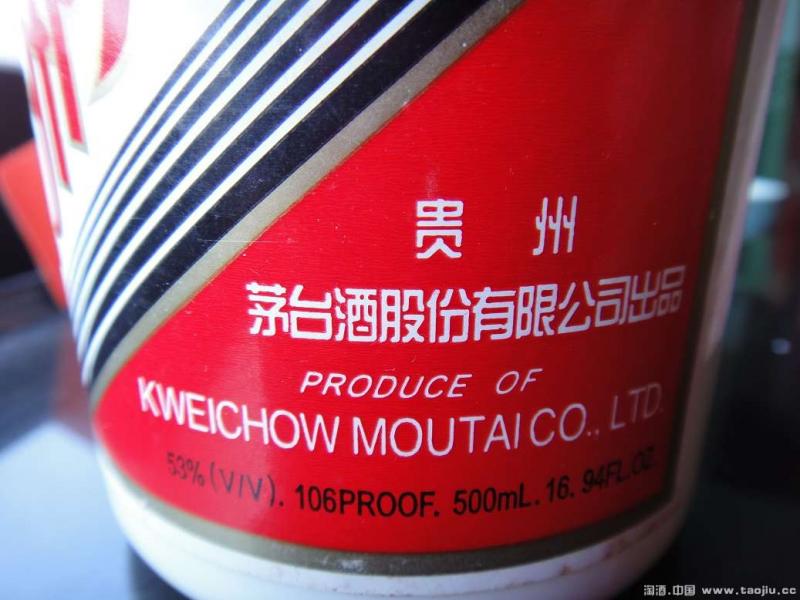 贵州
茅台酒股份有限公司出品
PRODUCE OF
KWEICHOW MOUTAI CO., LTD.
53% (V/V). 106PROOF. 500mL. 16. 94FL.OZ.
淘酒.中国 www.taojiu.cc